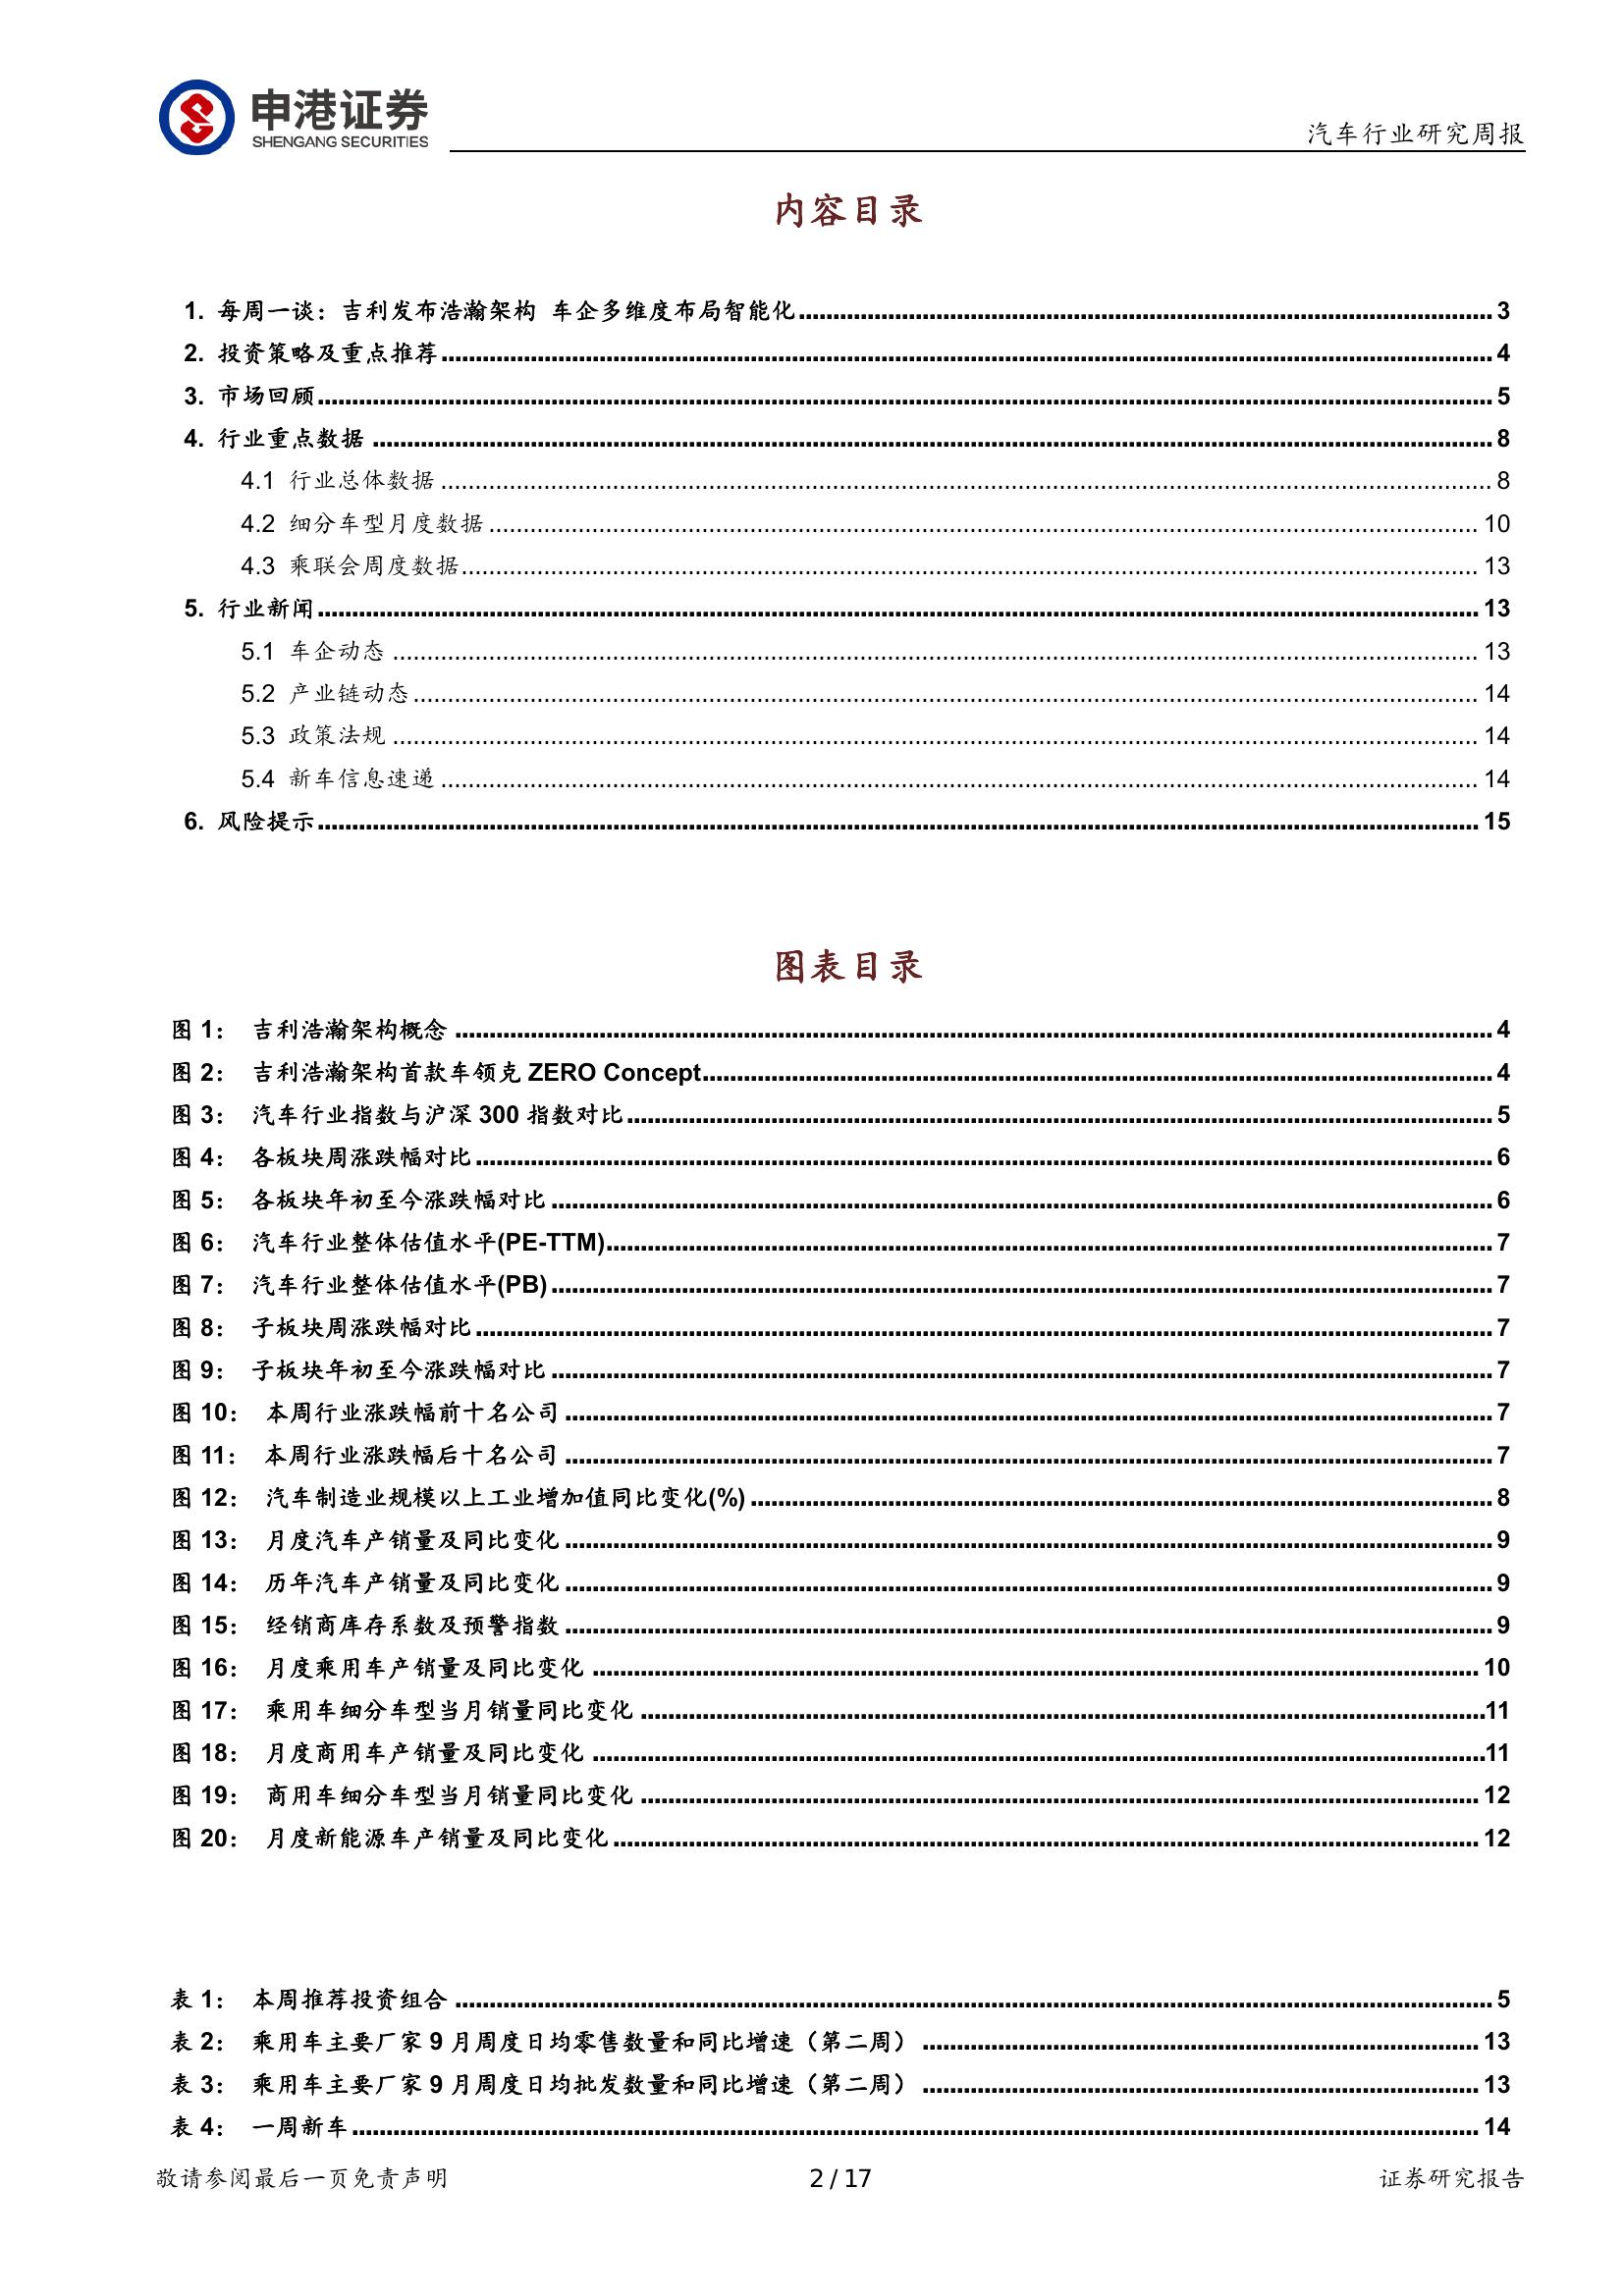 申港证券
SHENGANG SECURITIES
汽车行业研究周报
内容目录
1. 每周一谈：吉利发布浩瀚架构 车企多维度布局智能化 3
2. 投资策略及重点推荐 4
3. 市场回顾 5
4. 行业重点数据 8
4.1 行业总体数据 8
4.2 细分车型月度数据 10
4.3 乘联会周度数据 13
5. 行业新闻 13
5.1 车企动态 13
5.2 产业链动态 14
5.3 政策法规 14
5.4 新车信息速递 14
6. 风险提示 15
图表目录
图 1： 吉利浩瀚架构概念 4
图 2： 吉利浩瀚架构首款车领克 ZERO Concept 4
图 3： 汽车行业指数与沪深 300 指数对比 5
图 4： 各板块周涨跌幅对比 6
图 5： 各板块年初至今涨跌幅对比 6
图 6： 汽车行业整体估值水平(PE-TTM) 7
图 7： 汽车行业整体估值水平(PB) 7
图 8： 子板块周涨跌幅对比 7
图 9： 子板块年初至今涨跌幅对比 7
图 10： 本周行业涨跌幅前十名公司 7
图 11： 本周行业涨跌幅后十名公司 7
图 12： 汽车制造业规模以上工业增加值同比变化(%) 8
图 13： 月度汽车产销量及同比变化 9
图 14： 历年汽车产销量及同比变化 9
图 15： 经销商库存系数及预警指数 9
图 16： 月度乘用车产销量及同比变化 10
图 17： 乘用车细分车型当月销量同比变化 11
图 18： 月度商用车产销量及同比变化 11
图 19： 商用车细分车型当月销量同比变化 12
图 20： 月度新能源车产销量及同比变化 12
表 1： 本周推荐投资组合 5
表 2： 乘用车主要厂家 9 月周度日均零售数量和同比增速（第二周） 13
表 3： 乘用车主要厂家 9 月周度日均批发数量和同比增速（第二周） 13
表 4： 一周新车 14
敬请参阅最后一页免责声明
2 / 17
证券研究报告